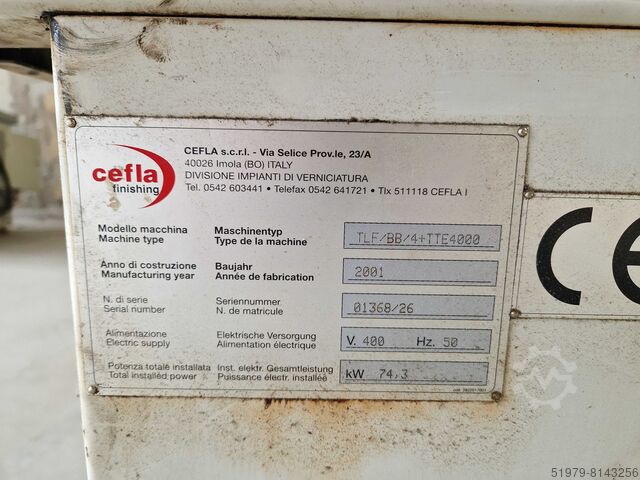 cefla
finishing
CEFLA s.c.r.l. - Via Selice Prov.le, 23/A
40026 Imola (BO) ITALY
DIVISIONE IMPIANTI DI VERNICIATURA
Tel. 0542 603441 • Telefax 0542 641721 • Tlx 511118 CEFLA I
Modello macchina Maschinentyp
Machine type Type de la machine
TLF/BB/4+TTE4000
Anno di costruzione Baujahr
Manufacturing year Année de fabrication
2001
N. di serie Seriennummer
Serial number N. de matricule
01368/26
Alimentazione Elektrische Versorgung
Electric supply Alimentation électrique
V. 400 Hz. 50
Potenza totale installata Inst. elektr. Gesamtleistung
Total installed power Puissance électr. installéè
kW 74,3
CE
51979-8143256